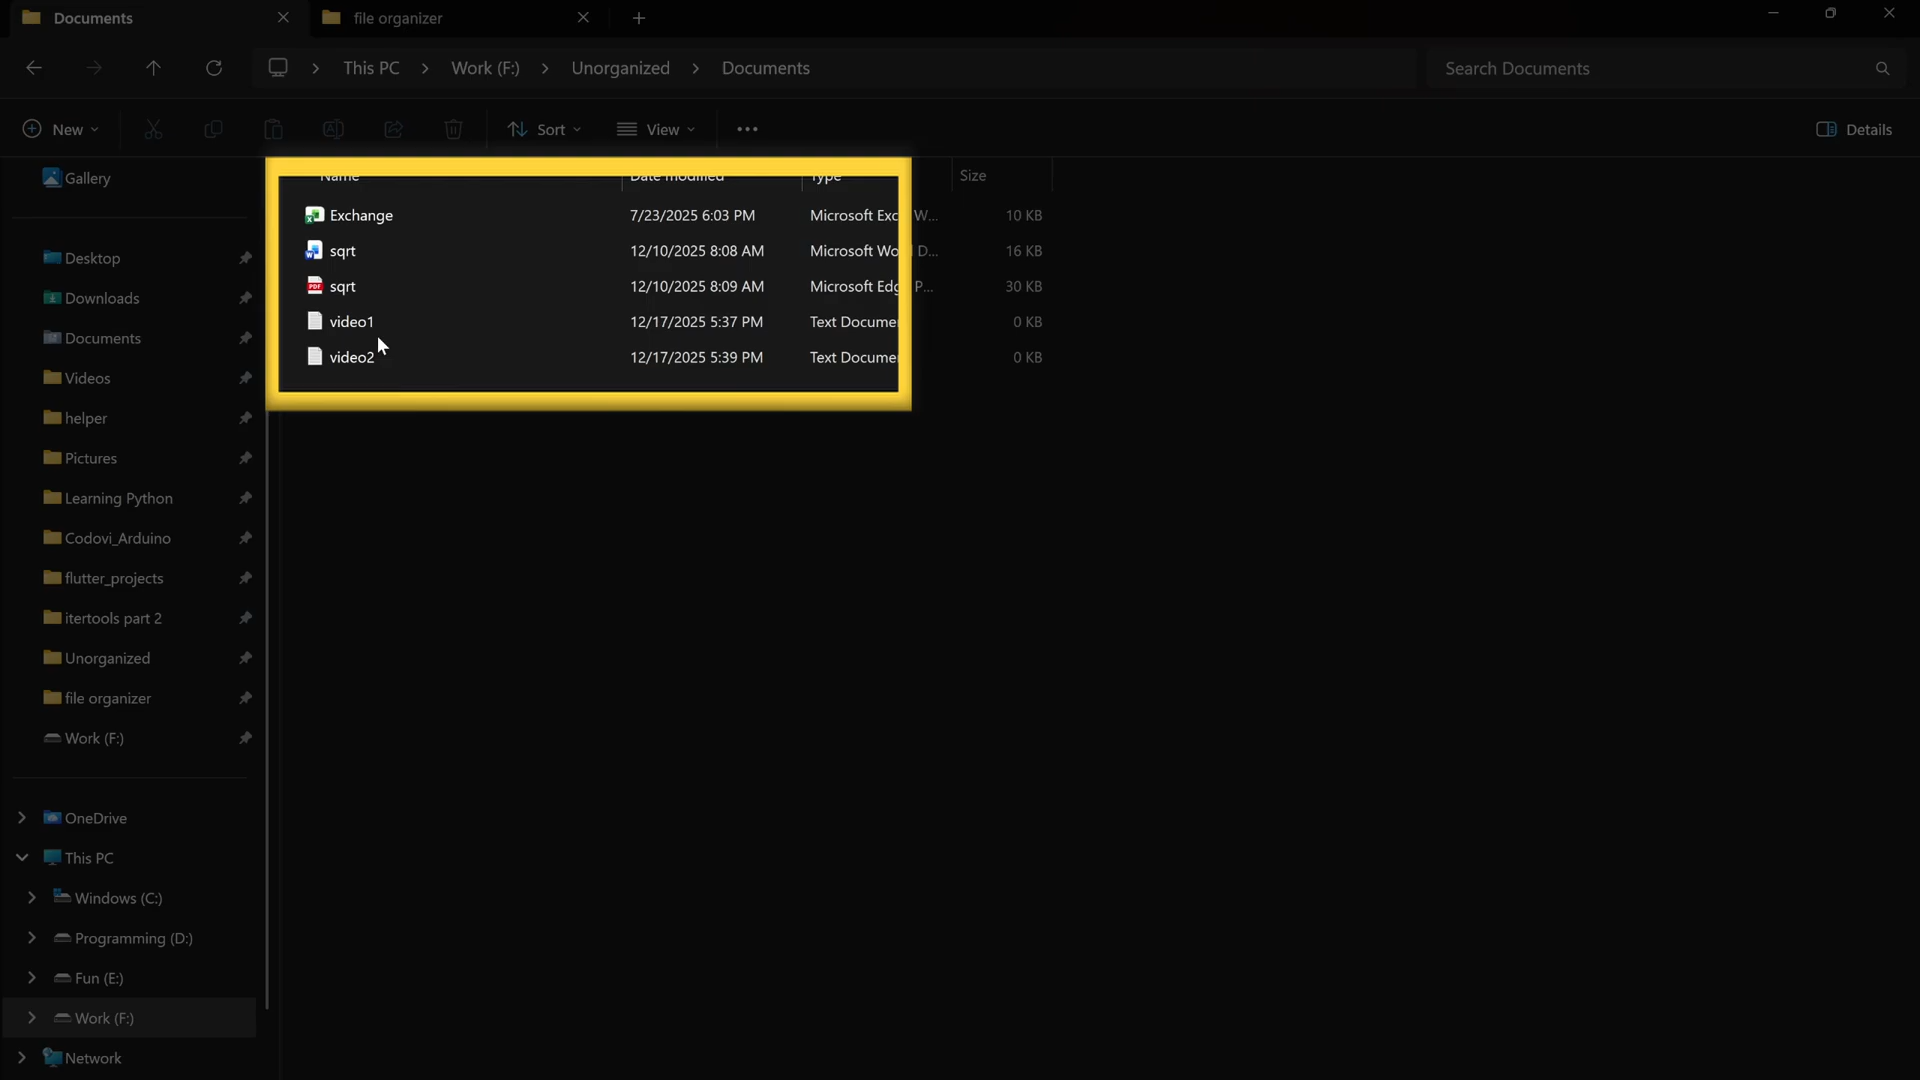 Documents
file organizer
This PC > Work (F:) > Unorganized > Documents
Search Documents
New
Sort
View
Details
Name Date modified Type Size
Exchange 7/23/2025 6:03 PM Microsoft Exc W... 10 KB
sqrt 12/10/2025 8:08 AM Microsoft Wo D... 16 KB
PDF sqrt 12/10/2025 8:09 AM Microsoft Edg P... 30 KB
video1 12/17/2025 5:37 PM Text Docume 0 KB
video2 12/17/2025 5:39 PM Text Docume 0 KB
Gallery
Desktop
Downloads
Documents
Videos
helper
Pictures
Learning Python
Codovi_Arduino
flutter_projects
itertools part 2
Unorganized
file organizer
Work (F:)
OneDrive
This PC
Windows (C:)
Programming (D:)
Fun (E:)
Work (F:)
Network